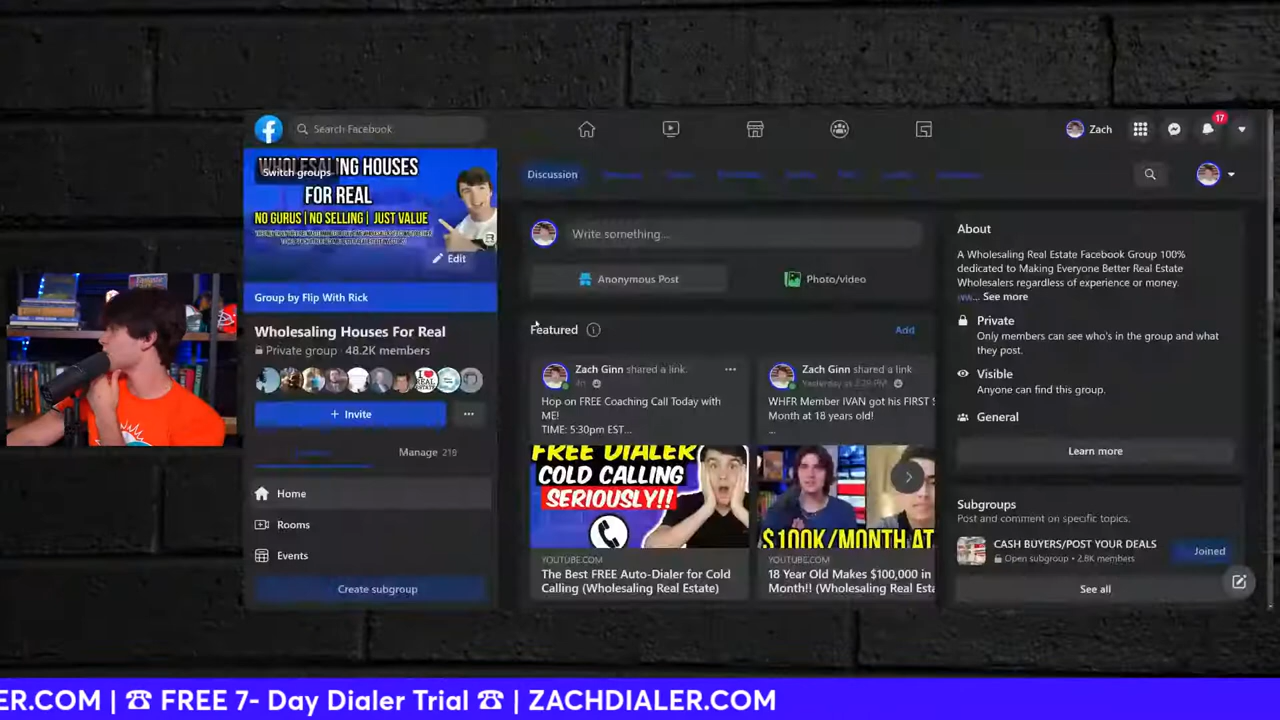 Search Facebook
Zach
17
WHOLESALING HOUSES
Switch groups
FOR REAL
NO GURUS | NO SELLING | JUST VALUE
Edit
Group by Flip With Rick
Wholesaling Houses For Real
Private group · 48.2K members
I ♥
REAL
ESTATE
+ Invite
Manage 219
Home
Rooms
Events
Create subgroup
Discussion
Write something...
Anonymous Post
Photo/video
Featured
Add
Zach Ginn shared a link.
Hop on FREE Coaching Call Today with
ME!
TIME: 5:30pm EST...
FREE DIALER
COLD CALLING
SERIOUSLY!!
YOUTUBE.COM
The Best FREE Auto-Dialer for Cold
Calling (Wholesaling Real Estate)
Zach Ginn shared a link.
Yesterday at 3:29 PM
WHFR Member IVAN got his FIRST $
Month at 18 years old!
...
$100K/MONTH AT
YOUTUBE.COM
18 Year Old Makes $100,000 in
Month!! (Wholesaling Real Esta
About
A Wholesaling Real Estate Facebook Group 100%
dedicated to Making Everyone Better Real Estate
Wholesalers regardless of experience or money.
... See more
Private
Only members can see who's in the group and what
they post.
Visible
Anyone can find this group.
General
Learn more
Subgroups
Post and comment on specific topics.
CASH BUYERS/POST YOUR DEALS
Open subgroup · 2.8K members
Joined
See all
ER.COM | ☎ FREE 7- Day Dialer Trial ☎ | ZACHDIALER.COM